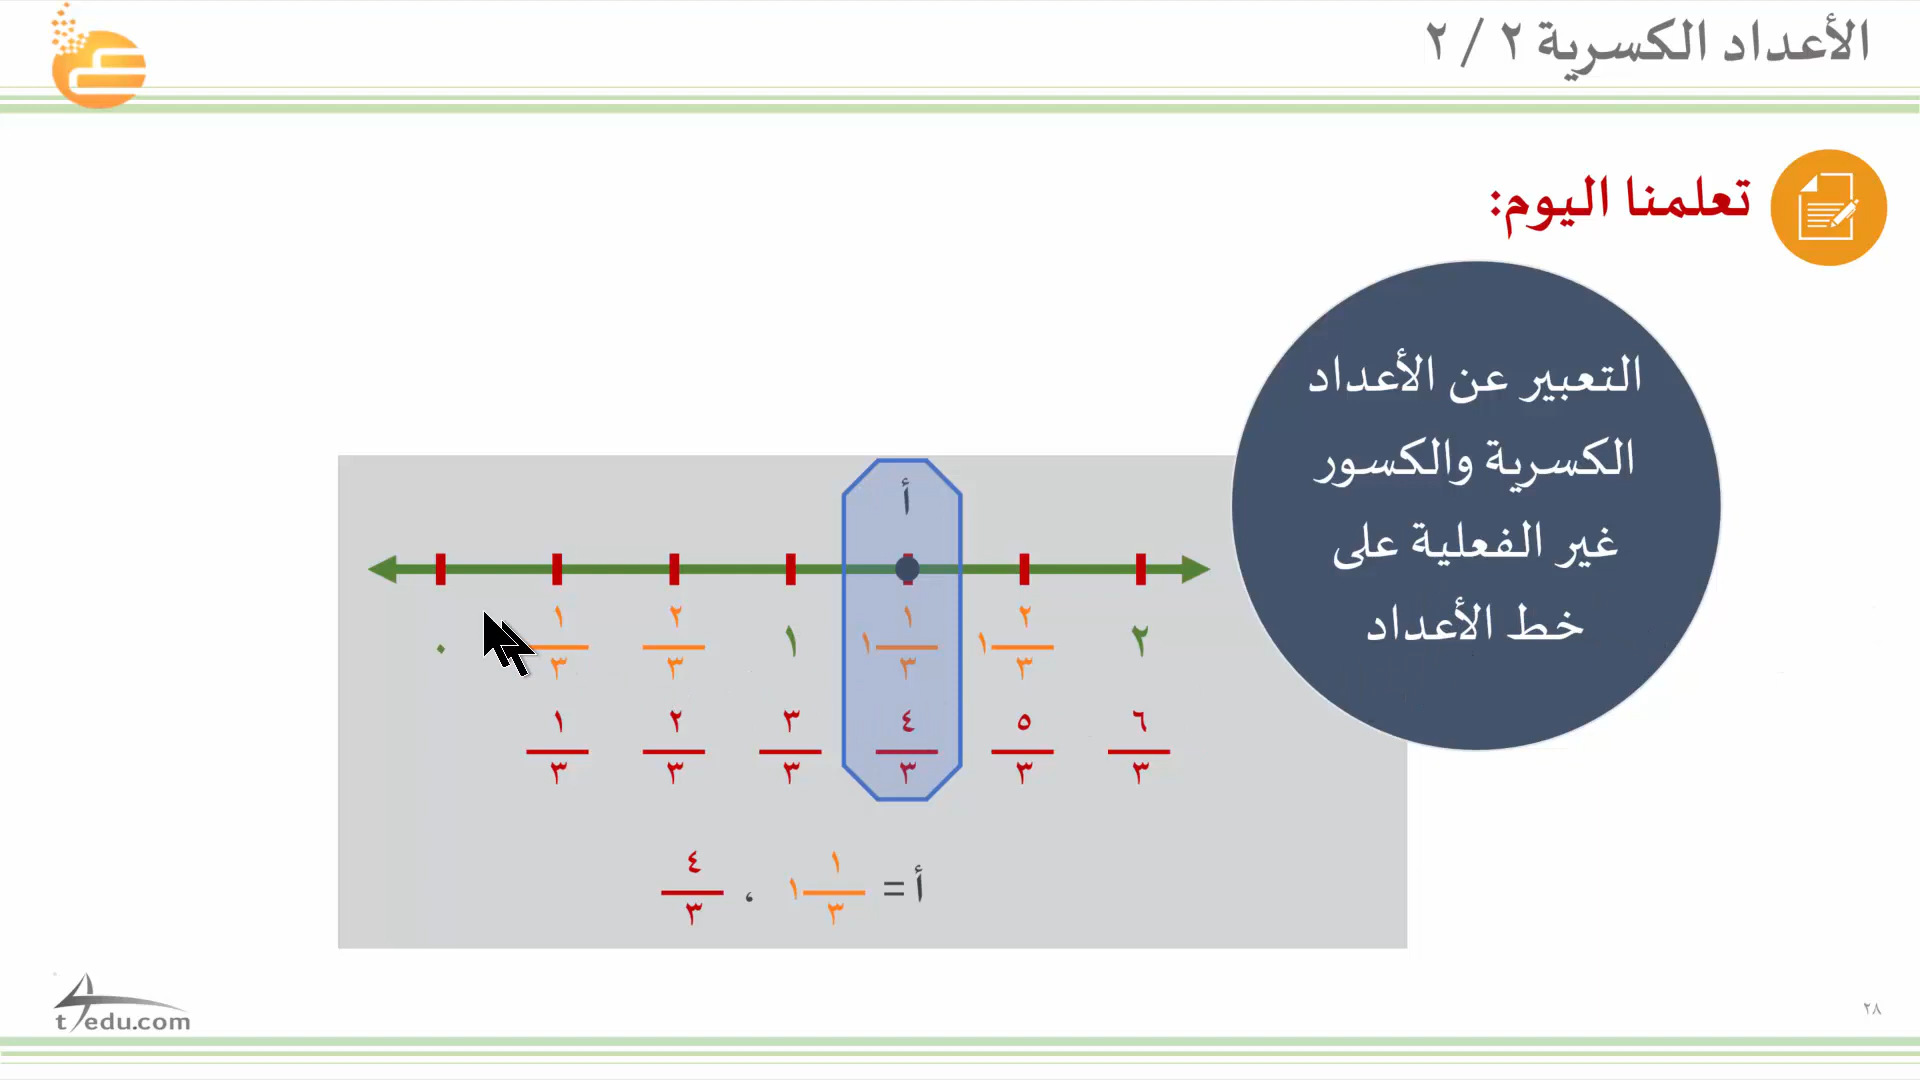 الأعداد الكسرية ٢ / ٢
تعلمنا اليوم:
التعبير عن الأعداد
الكسرية والكسور
غير الفعلية على
خط الأعداد
أ
٠ ١/٣ ٢/٣ ١ ١ ١/٣ ١ ٢/٣ ٢
١/٣ ٢/٣ ٣/٣ ٤/٣ ٥/٣ ٦/٣
أ = ١ ١/٣ ، ٤/٣
t4edu.com
٢٨